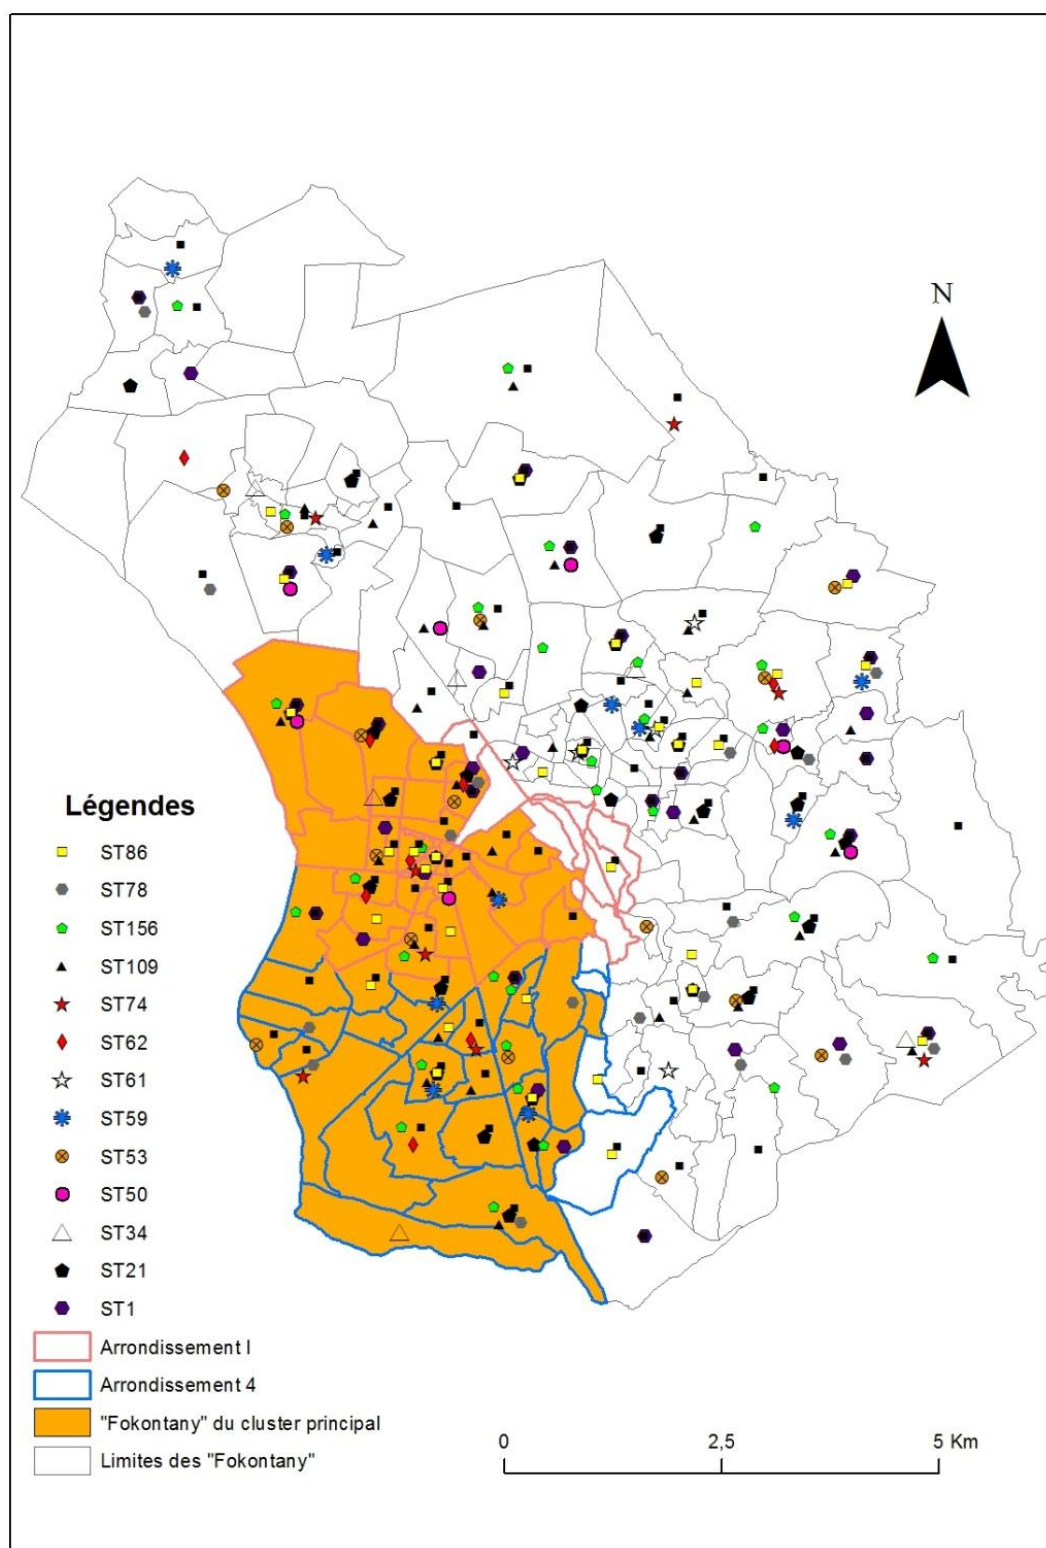 N
Légendes
ST86
ST78
ST156
ST109
ST74
ST62
ST61
ST59
ST53
ST50
ST34
ST21
ST1
Arrondissement I
Arrondissement 4
"Fokontany" du cluster principal
Limites des "Fokontany"
0 2,5 5 Km